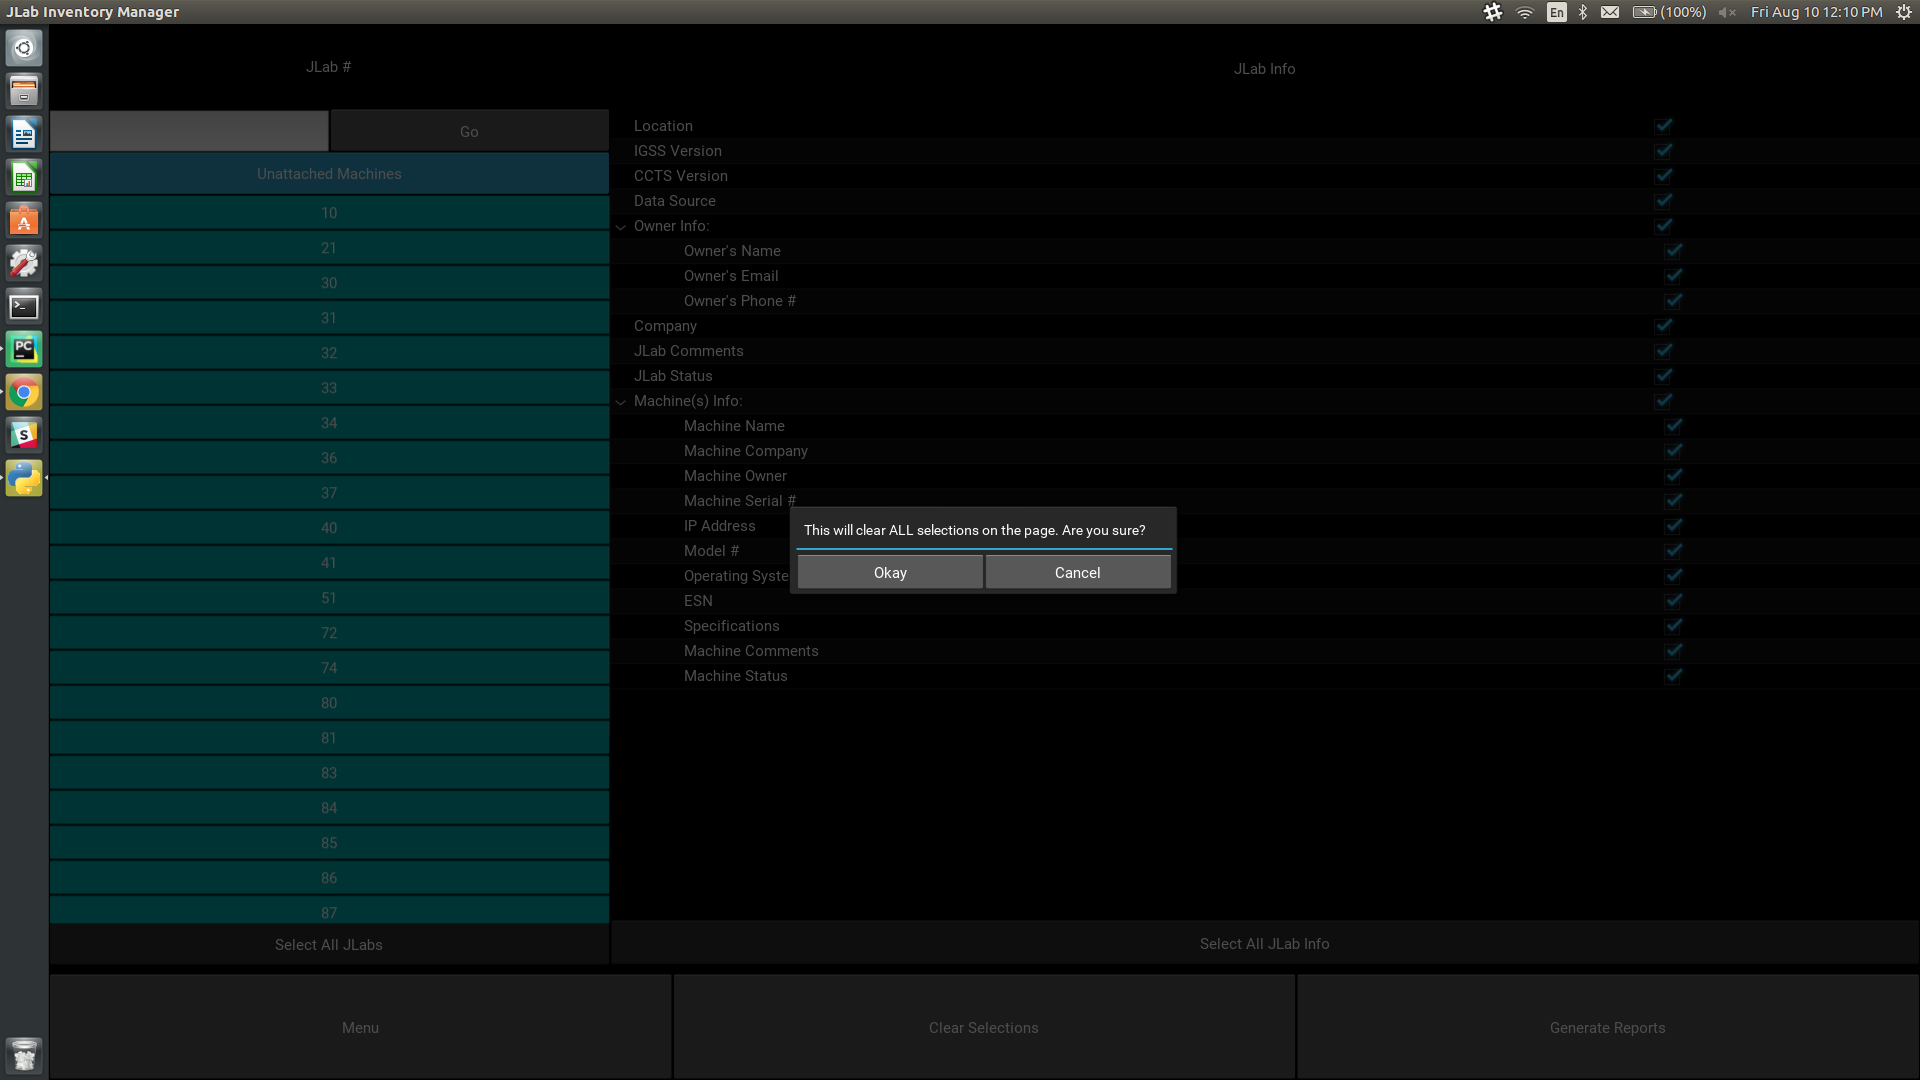 JLab Inventory Manager
En
(100%)
Fri Aug 10 12:10 PM
JLab #
JLab Info
Go
Unattached Machines
10
21
30
31
32
33
34
36
37
40
41
51
72
74
80
81
83
84
85
86
87
Select All JLabs
Location
IGSS Version
CCTS Version
Data Source
Owner Info:
Owner's Name
Owner's Email
Owner's Phone #
Company
JLab Comments
JLab Status
Machine(s) Info:
Machine Name
Machine Company
Machine Owner
Machine Serial #
IP Address
Model #
Operating Syste
ESN
Specifications
Machine Comments
Machine Status
This will clear ALL selections on the page. Are you sure?
Okay
Cancel
Select All JLab Info
Menu
Clear Selections
Generate Reports
PC
S